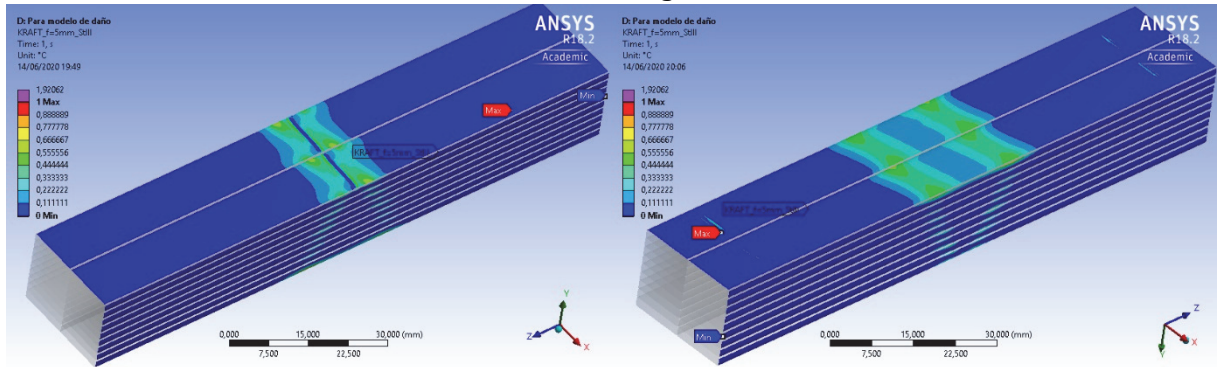 D: Para modelo de daño
KRAFT_f=5mm_Still
Time: 1, s
Unit: °C
14/06/2020 19:49
1,92062
1 Max
0,888889
0,777778
0,666667
0,555556
0,444444
0,333333
0,222222
0,111111
0 Min
ANSYS
R18.2
Academic
Min
Max
KRAFT_f=5mm_Still
0,000
15,000
30,000 (mm)
7,500
22,500
Y
Z
X
D: Para modelo de daño
KRAFT_f=5mm_Still
Time: 1, s
Unit: °C
14/06/2020 20:06
1,92062
1 Max
0,888889
0,777778
0,666667
0,555556
0,444444
0,333333
0,222222
0,111111
0 Min
ANSYS
R18.2
Academic
KRAFT_f=5mm_Still
Max
Min
0,000
15,000
30,000 (mm)
7,500
22,500
Z
X
Y